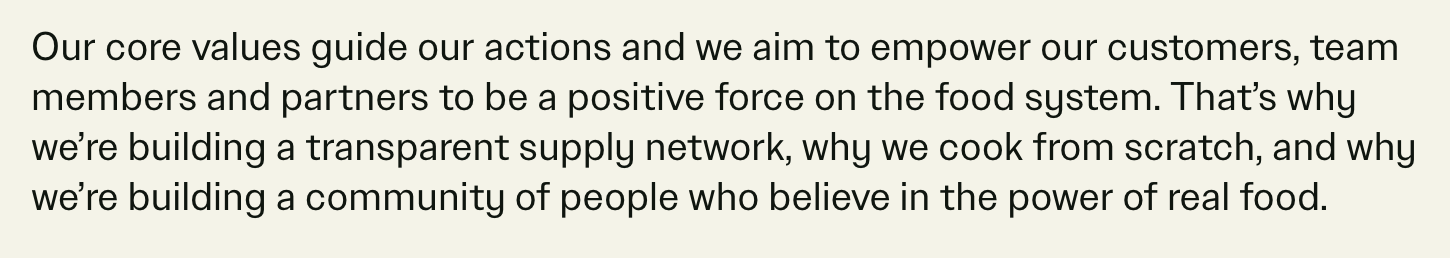 Our core values guide our actions and we aim to empower our customers, team
members and partners to be a positive force on the food system. That’s why
we’re building a transparent supply network, why we cook from scratch, and why
we’re building a community of people who believe in the power of real food.